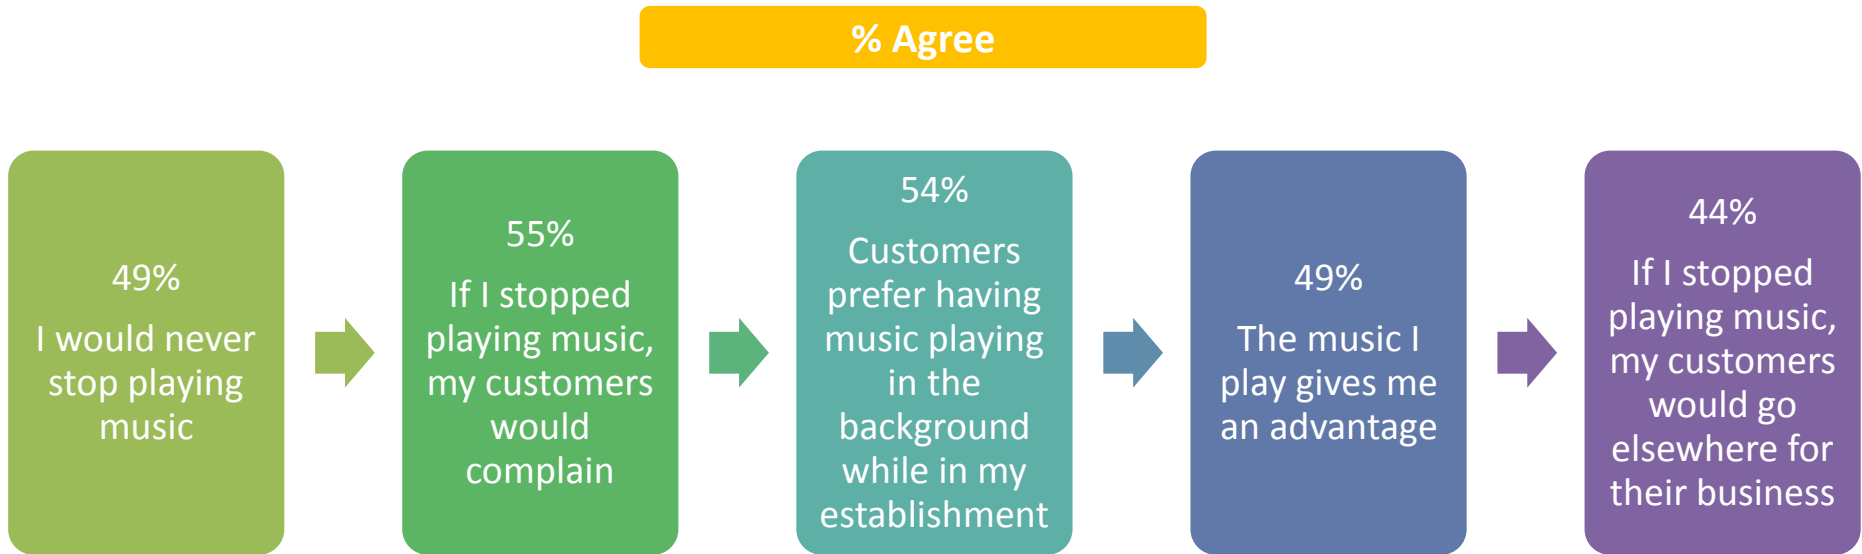 % Agree
49%
I would never
stop playing
music
55%
If I stopped
playing music,
my customers
would
complain
54%
Customers
prefer having
music playing
in the
background
while in my
establishment
49%
The music I
play gives me
an advantage
44%
If I stopped
playing music,
my customers
would go
elsewhere for
their business